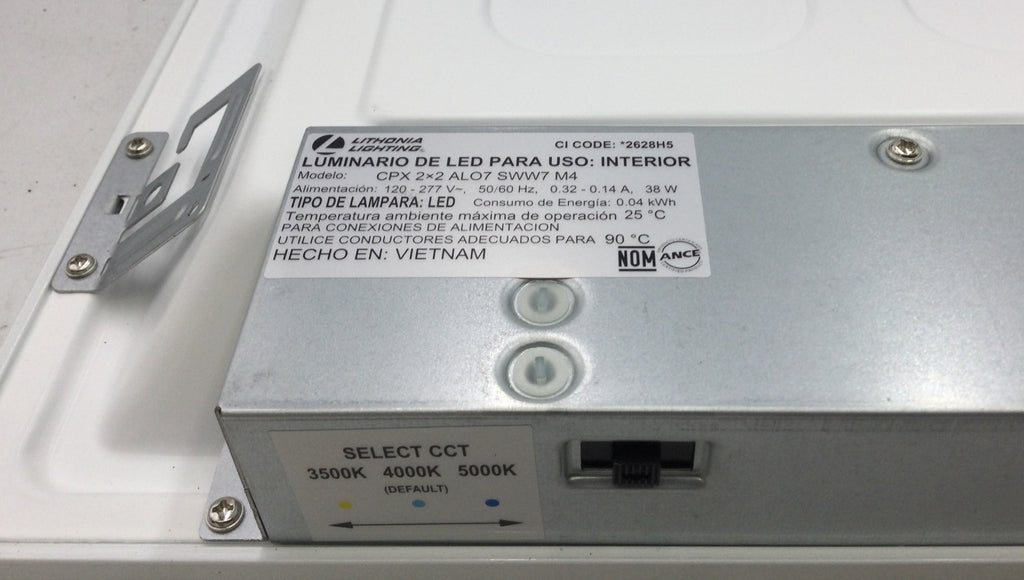 LITHONIA
LIGHTING®
CI CODE: *2628H5
LUMINARIO DE LED PARA USO: INTERIOR
Modelo: CPX 2×2 ALO7 SWW7 M4
Alimentación: 120 - 277 V~, 50/60 Hz, 0.32 - 0.14 A, 38 W
TIPO DE LAMPARA: LED Consumo de Energía: 0.04 kWh
Temperatura ambiente máxima de operación 25 °C
PARA CONEXIONES DE ALIMENTACION
UTILICE CONDUCTORES ADECUADOS PARA 90 °C
HECHO EN: VIETNAM
NOM ANCE
SELECT CCT
3500K 4000K 5000K
(DEFAULT)